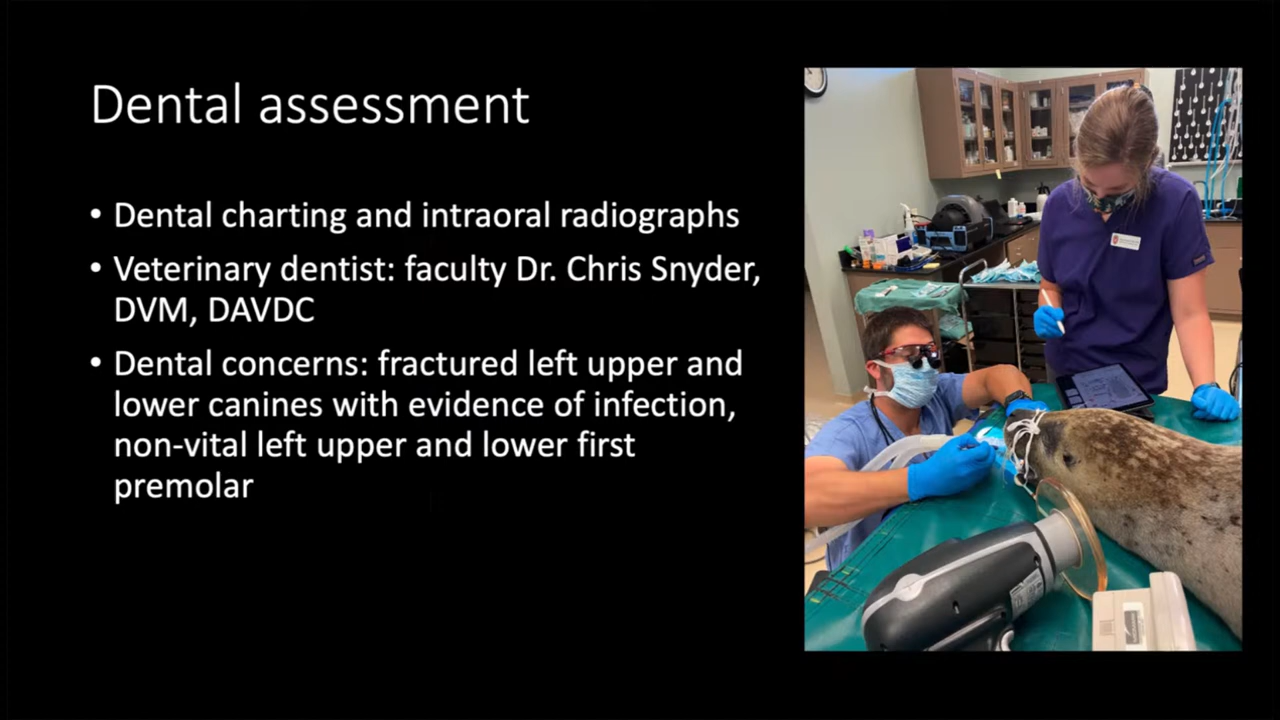 Dental assessment
• Dental charting and intraoral radiographs
• Veterinary dentist: faculty Dr. Chris Snyder,
DVM, DAVDC
• Dental concerns: fractured left upper and
lower canines with evidence of infection,
non-vital left upper and lower first
premolar